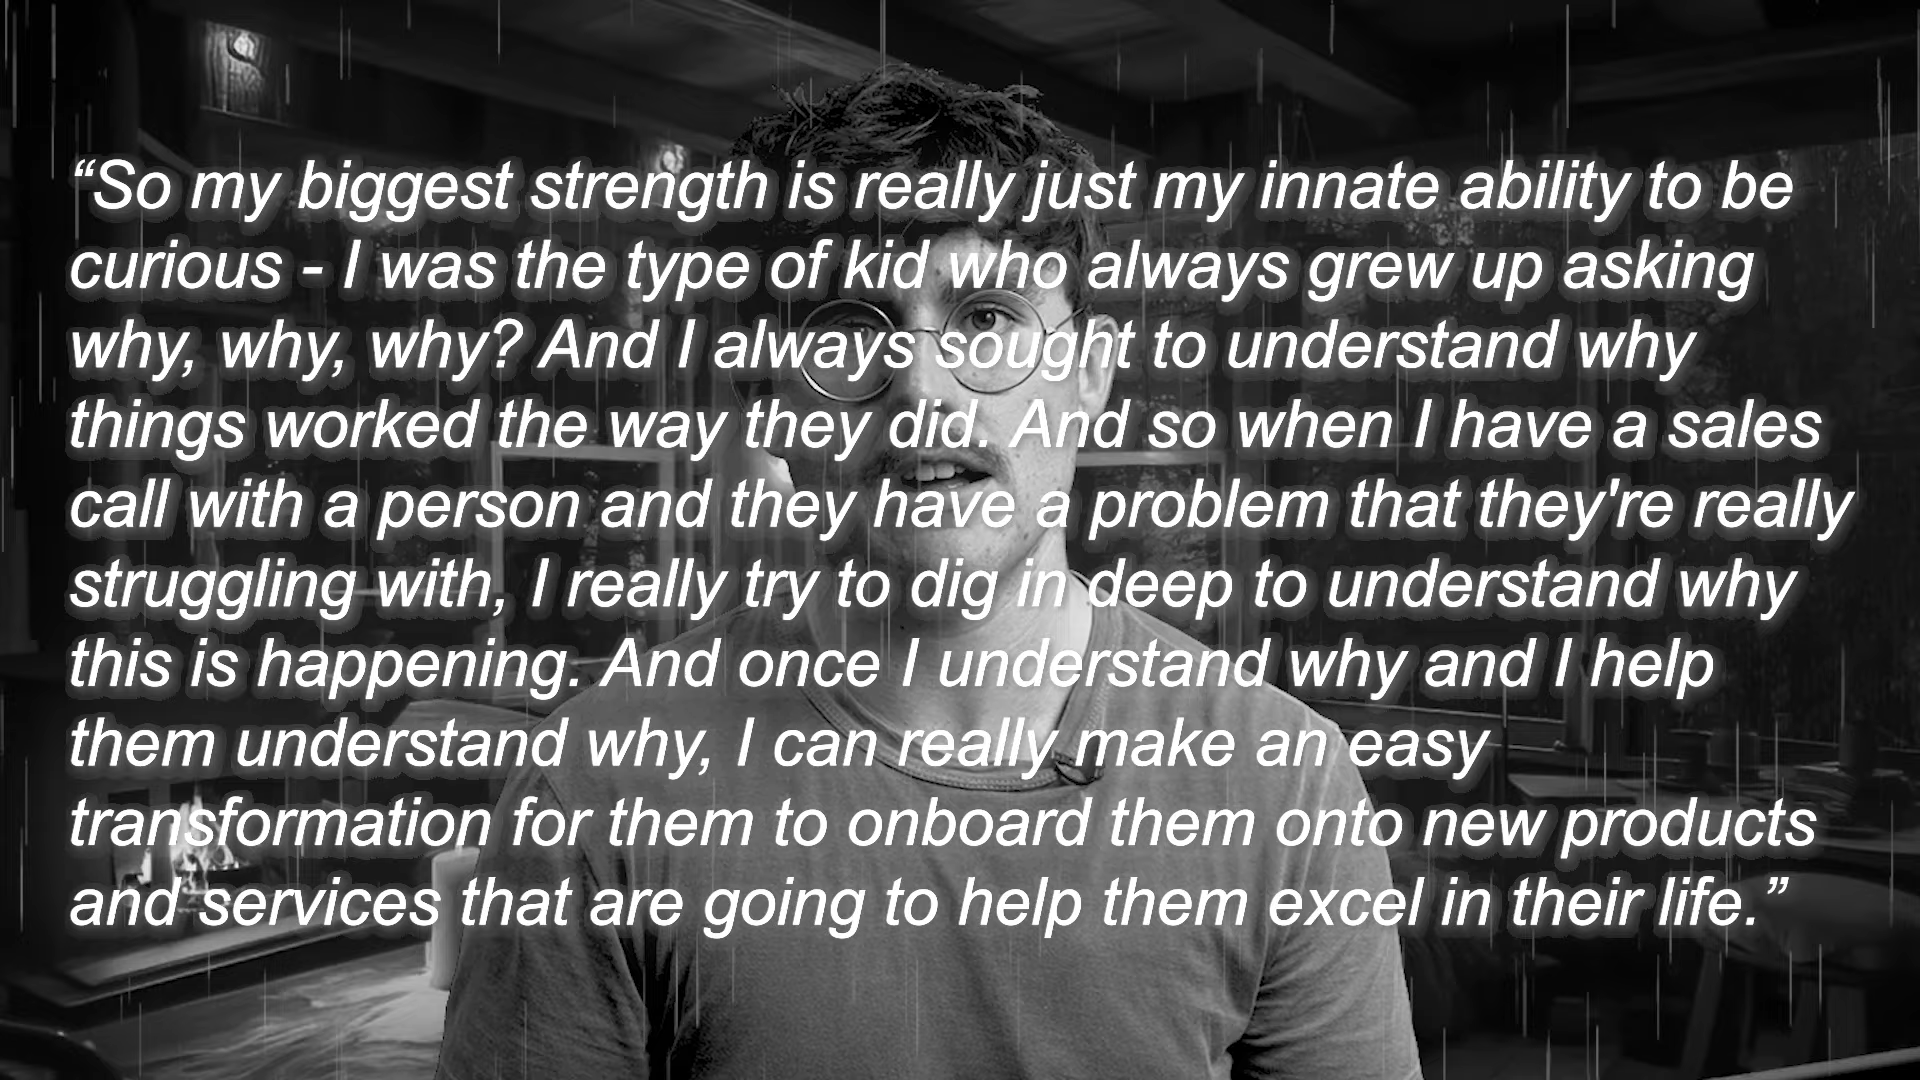 “So my biggest strength is really just my innate ability to be
curious - I was the type of kid who always grew up asking
why, why, why? And I always sought to understand why
things worked the way they did. And so when I have a sales
call with a person and they have a problem that they're really
struggling with, I really try to dig in deep to understand why
this is happening. And once I understand why and I help
them understand why, I can really make an easy
transformation for them to onboard them onto new products
and services that are going to help them excel in their life.”